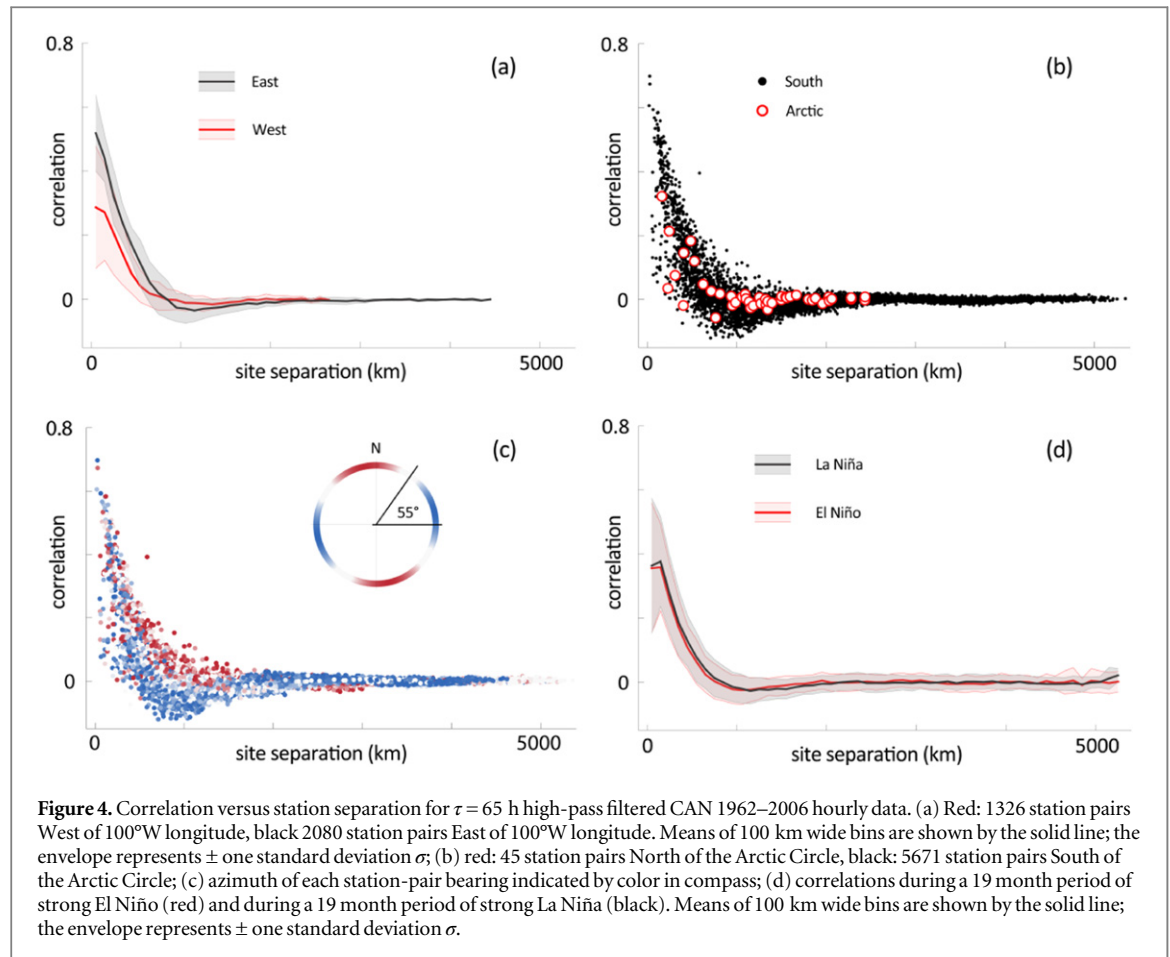 0.8
(a)
East
West
correlation
0
0
5000
site separation (km)
0.8
(b)
South
Arctic
correlation
0
0
5000
site separation (km)
0.8
(c)
N
55°
correlation
0
0
5000
site separation (km)
0.8
(d)
La Niña
El Niño
correlation
0
0
5000
site separation (km)
Figure 4. Correlation versus station separation for τ = 65 h high-pass filtered CAN 1962–2006 hourly data. (a) Red: 1326 station pairs
West of 100°W longitude, black 2080 station pairs East of 100°W longitude. Means of 100 km wide bins are shown by the solid line; the
envelope represents ± one standard deviation σ; (b) red: 45 station pairs North of the Arctic Circle, black: 5671 station pairs South of
the Arctic Circle; (c) azimuth of each station-pair bearing indicated by color in compass; (d) correlations during a 19 month period of
strong El Niño (red) and during a 19 month period of strong La Niña (black). Means of 100 km wide bins are shown by the solid line;
the envelope represents ± one standard deviation σ.